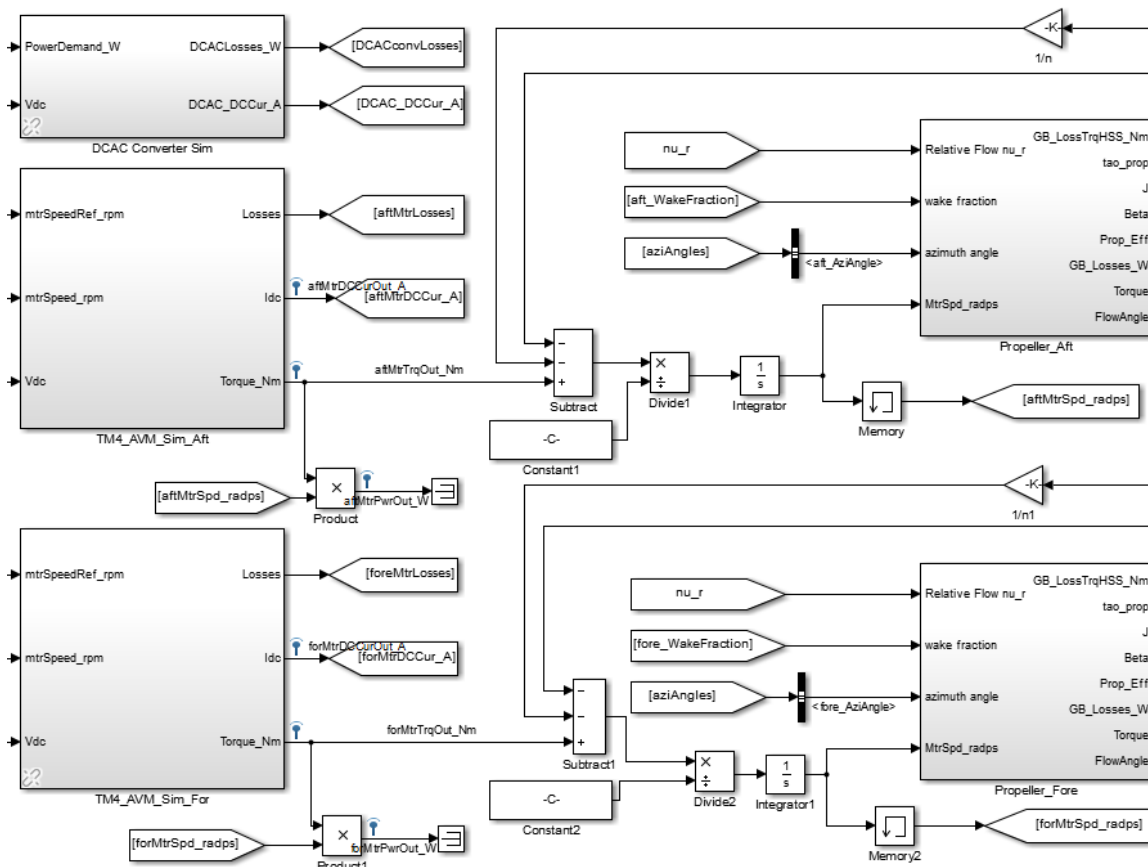 PowerDemand_W
DCACLosses_W
[DCACconvLosses]
Vdc
DCAC_DCCur_A
[DCAC_DCCur_A]
DCAC Converter Sim
mtrSpeedRef_rpm
Losses
[aftMtrLosses]
mtrSpeed_rpm
Idc
aftMtrDCCurOut_A
[aftMtrDCCur_A]
Vdc
Torque_Nm
aftMtrTrqOut_Nm
TM4_AVM_Sim_Aft
[aftMtrSpd_radps]
×
Product
aftMtrPwrOut_W
-K-
1/n
nu_r
[aft_WakeFraction]
[aziAngles]
<aft_AziAngle>
Relative Flow nu_r
wake fraction
azimuth angle
MtrSpd_radps
GB_LossTrqHSS_Nm
tao_prop
J
Beta
Prop_Eff
GB_Losses_W
Torque
FlowAngle
Propeller_Aft
−
−
+
Subtract
×
÷
Divide1
1
s
Integrator
-C-
Constant1
Memory
[aftMtrSpd_radps]
mtrSpeedRef_rpm
Losses
[foreMtrLosses]
mtrSpeed_rpm
Idc
forMtrDCCurOut_A
[forMtrDCCur_A]
Vdc
Torque_Nm
forMtrTrqOut_Nm
TM4_AVM_Sim_For
[forMtrSpd_radps]
×
Product1
forMtrPwrOut_W
-K-
1/n1
nu_r
[fore_WakeFraction]
[aziAngles]
<fore_AziAngle>
Relative Flow nu_r
wake fraction
azimuth angle
MtrSpd_radps
GB_LossTrqHSS_Nm
tao_prop
J
Beta
Prop_Eff
GB_Losses_W
Torque
FlowAngle
Propeller_Fore
−
−
+
Subtract1
×
÷
Divide2
1
s
Integrator1
-C-
Constant2
Memory2
[forMtrSpd_radps]